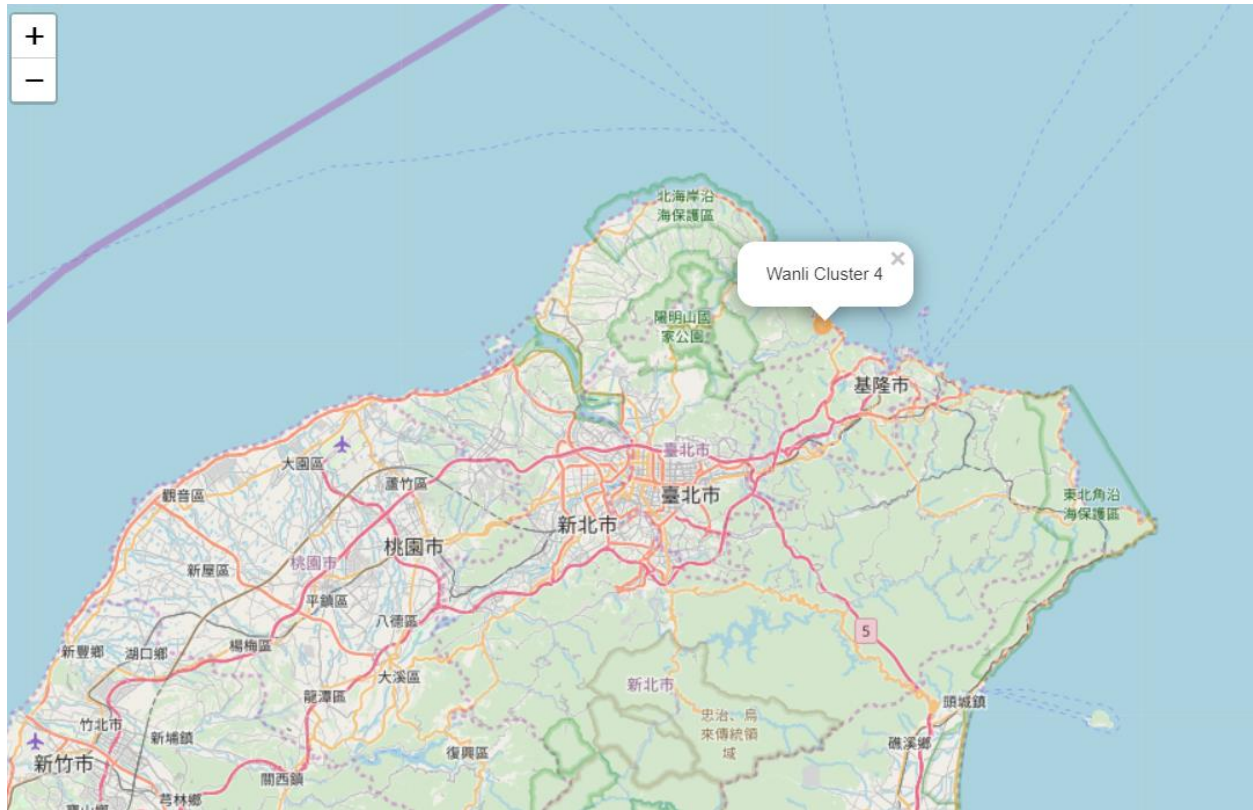 +
−
北海岸沿
海保護區
Wanli Cluster 4
×
陽明山國
家公園
基隆市
臺北市
大園區
蘆竹區
觀音區
臺北市
東北角沿
海保護區
新北市
桃園市
桃園市
新屋區
平鎮區
八德區
5
楊梅區
新豐鄉
湖口鄉
大溪區
新北市
龍潭區
頭城鎮
忠治、烏
來傳統領
域
竹北市
新埔鎮
礁溪鄉
復興區
新竹市
關西鎮
芎林鄉
寶山鄉